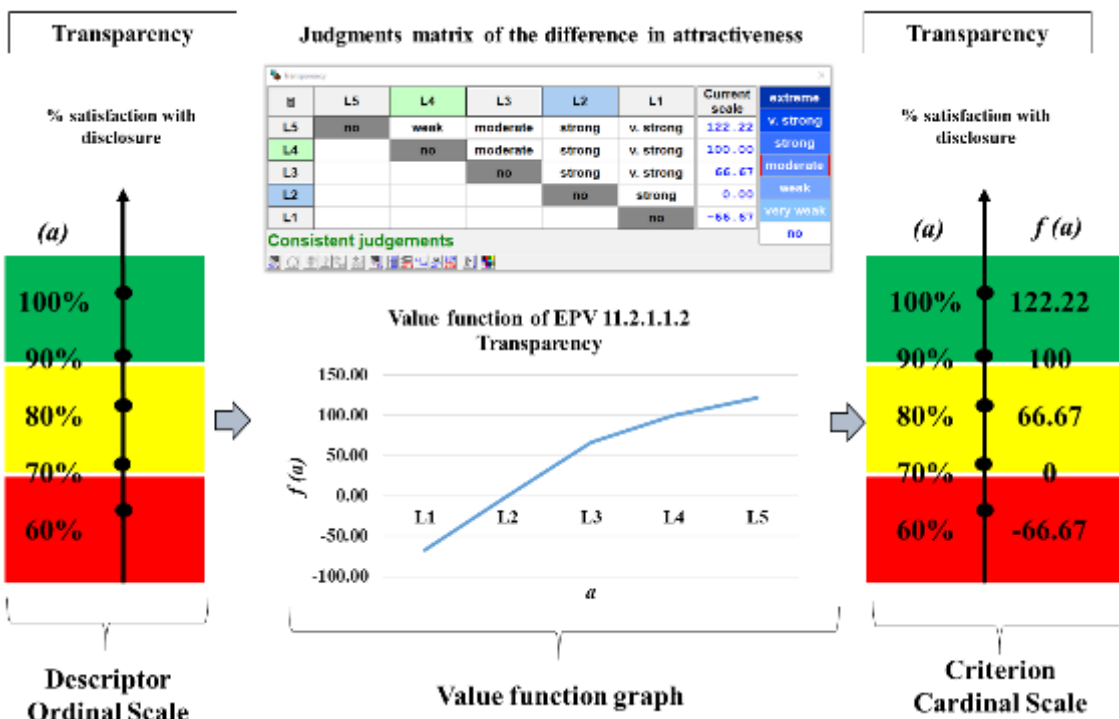 Transparency
% satisfaction with
disclosure
(a)
100%
90%
80%
70%
60%
Descriptor
Ordinal Scale
Judgments matrix of the difference in attractiveness
L5 L4 L3 L2 L1 Current scale
L5 no weak moderate strong v. strong 122.22
L4 no moderate strong v. strong 100.00
L3 no strong v. strong 66.67
L2 no strong 0.00
L1 no -66.67
extreme
v. strong
strong
moderate
weak
very weak
no
Consistent judgements
Value function of EPV 11.2.1.1.2
Transparency
150.00
100.00
50.00
0.00
-50.00
-100.00
f (a)
L1 L2 L3 L4 L5
a
Value function graph
Transparency
% satisfaction with
disclosure
(a) f (a)
100% 122.22
90% 100
80% 66.67
70% 0
60% -66.67
Criterion
Cardinal Scale